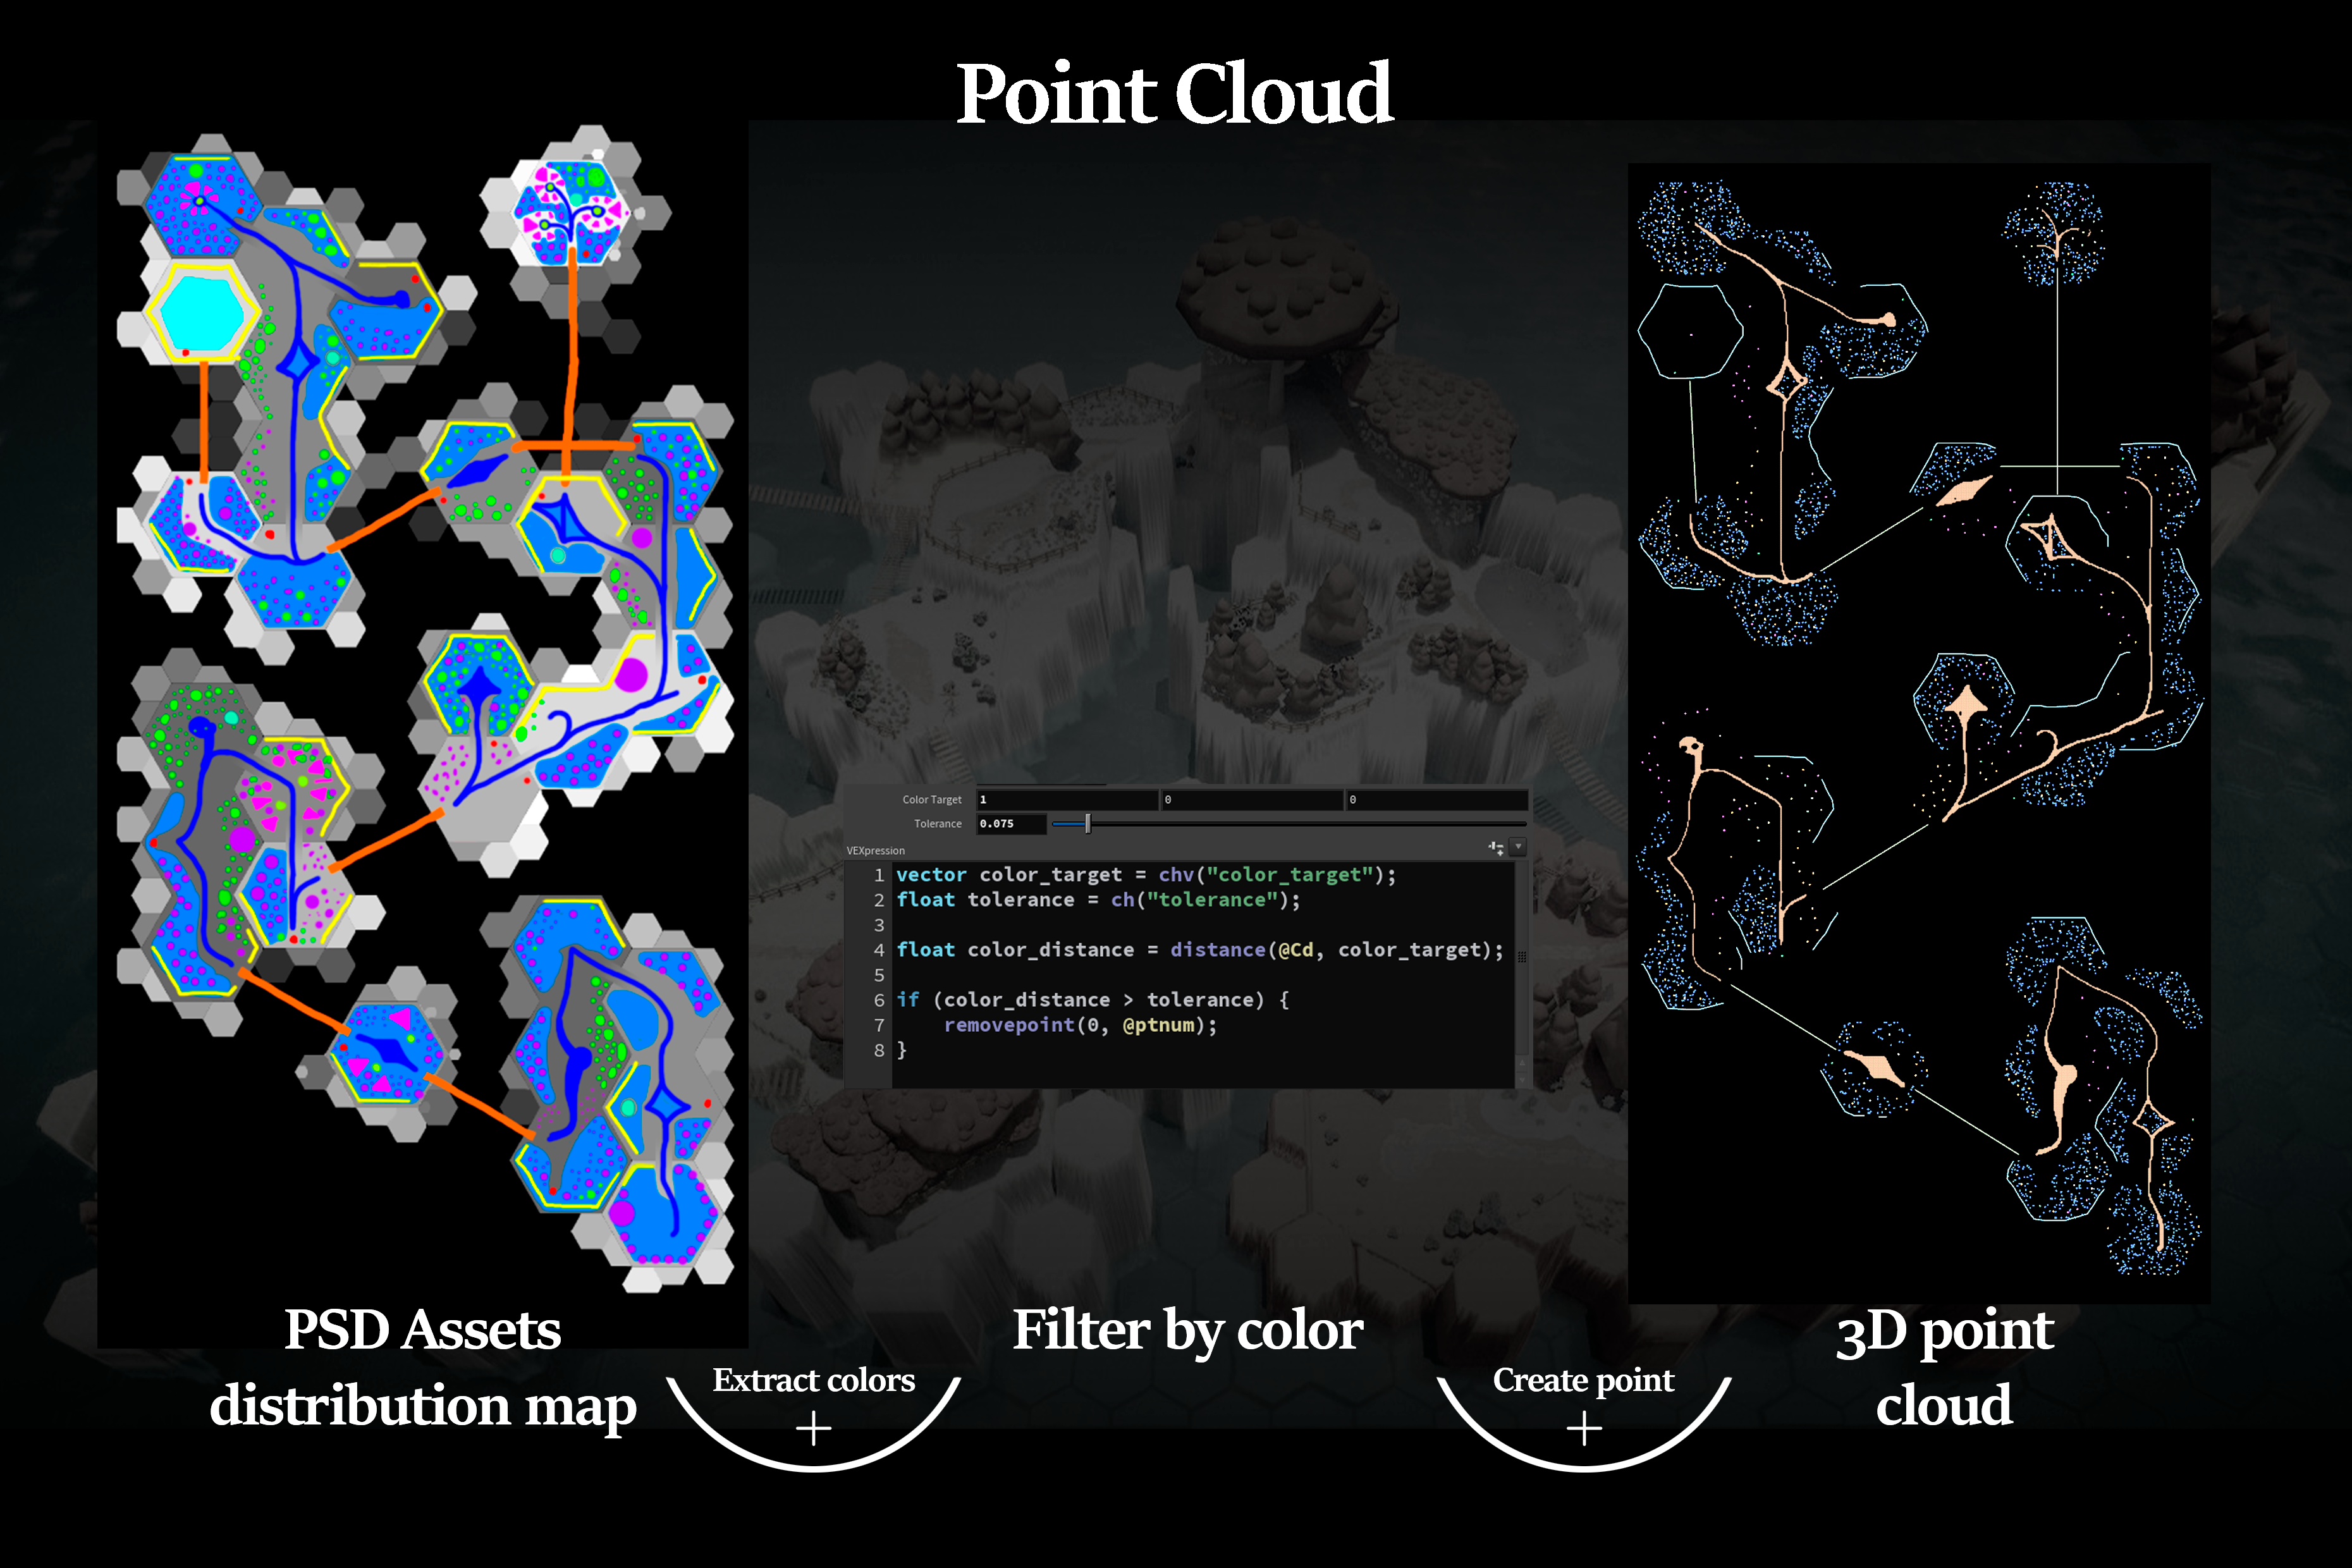 Point Cloud
Color Target 1 0 0
Tolerance 0.075
VEXpression
1 vector color_target = chv("color_target");
2 float tolerance = ch("tolerance");
3
4 float color_distance = distance(@Cd, color_target);
5
6 if (color_distance > tolerance) {
7     removepoint(0, @ptnum);
8 }
PSD Assets
distribution map
Extract colors
+
Filter by color
Create point
+
3D point
cloud